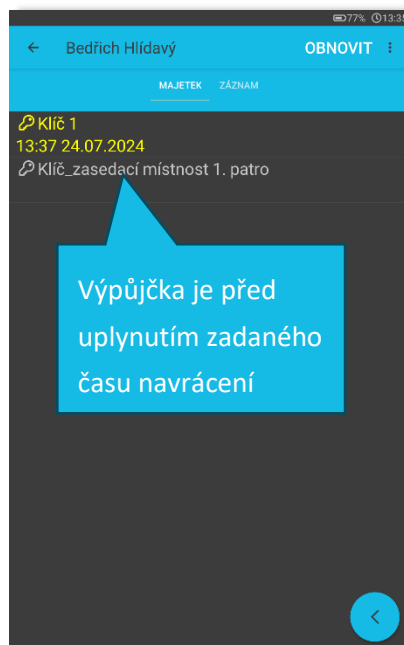 77% 13:35
Bedřich Hlídavý OBNOVIT
MAJETEK ZÁZNAM
Klíč 1
13:37 24.07.2024
Klíč_zasedací místnost 1. patro
Výpůjčka je před
uplynutím zadaného
času navrácení